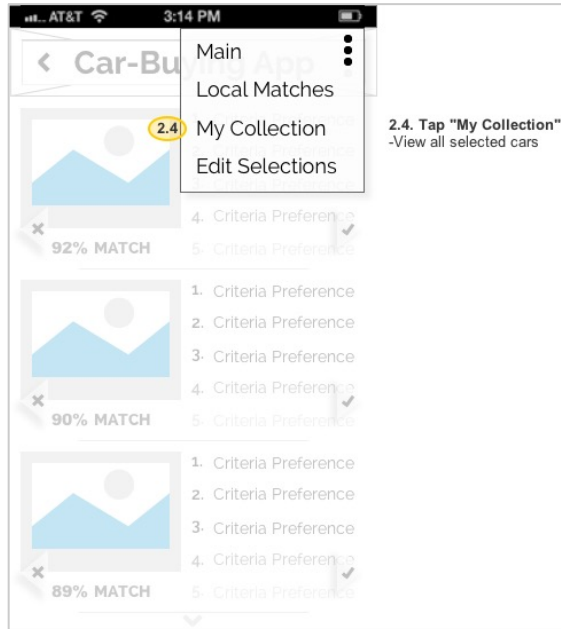 AT&T 3:14 PM
Car-Buying App
Main
Local Matches
2.4 My Collection
Edit Selections
2.4. Tap "My Collection"
-View all selected cars
4. Criteria Preference
5. Criteria Preference
92% MATCH
1. Criteria Preference
2. Criteria Preference
3. Criteria Preference
4. Criteria Preference
5. Criteria Preference
90% MATCH
1. Criteria Preference
2. Criteria Preference
3. Criteria Preference
4. Criteria Preference
5. Criteria Preference
89% MATCH